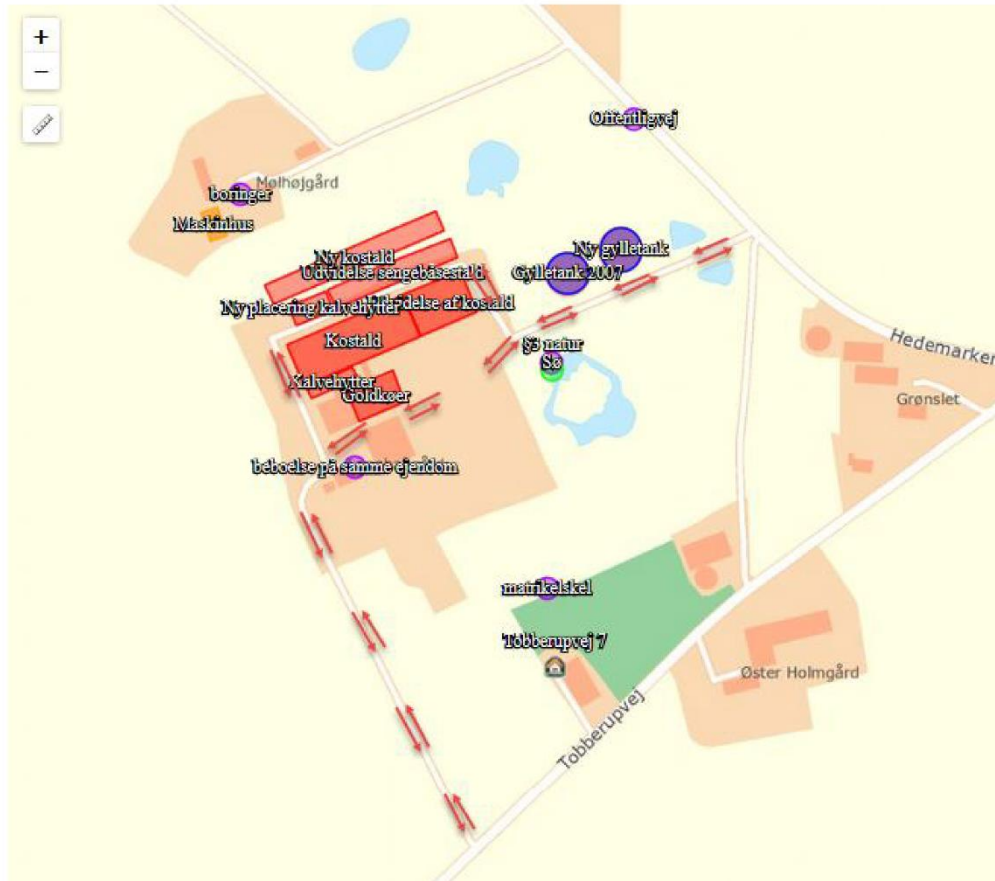 +
−
Offentligvej
Mølhøjgård
boringer
Maskinhus
Ny kostald
Ny gylletank
Udvidelse sengebåsestald
Gylletank 2007
Ny placering kalvehytter
Udvidelse af kostald
Kostald
§3 natur
Sø
Hedemarken
Kalvehytter
Goldkøer
Grønslet
beboelse på samme ejendom
matrikelskel
Tobberupvej 7
Øster Holmgård
Tobberupvej